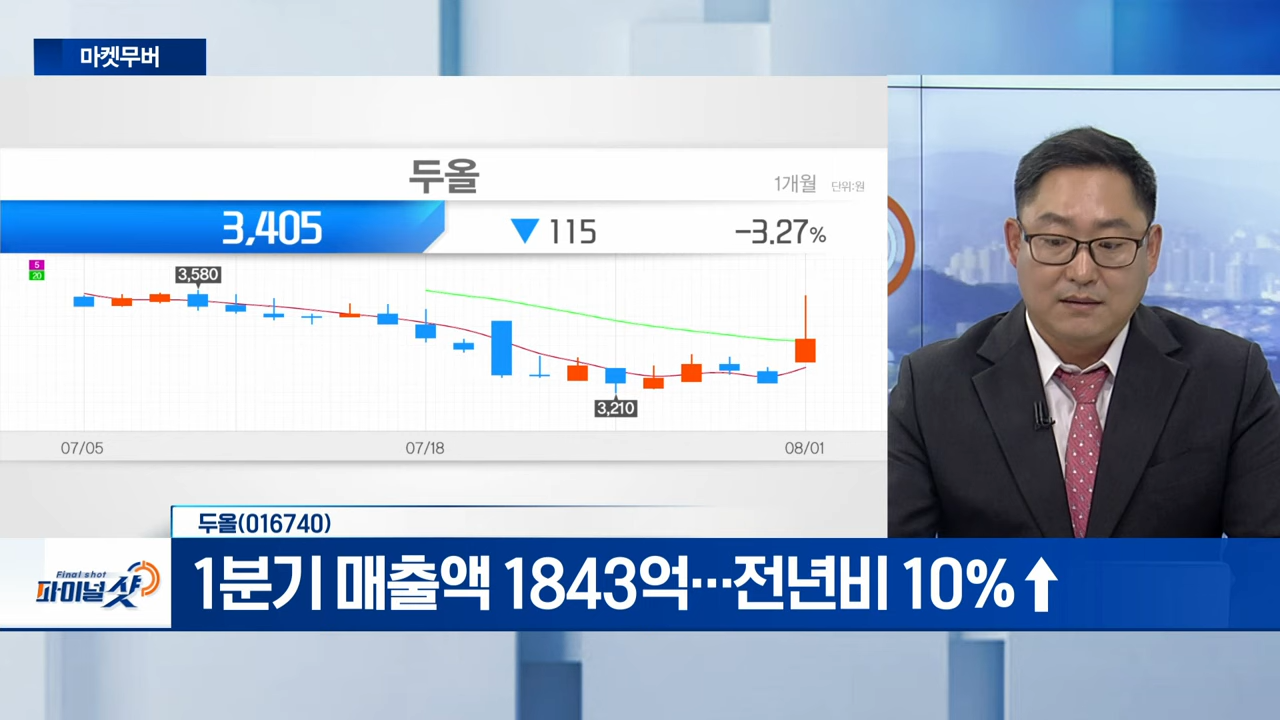 마켓무버
두올
1개월 단위:원
3,405 ▼ 115 -3.27%
5
20
3,580
3,210
07/05 07/18 08/01
두올(016740)
Final shot
파이널샷
1분기 매출액 1843억…전년비 10%↑